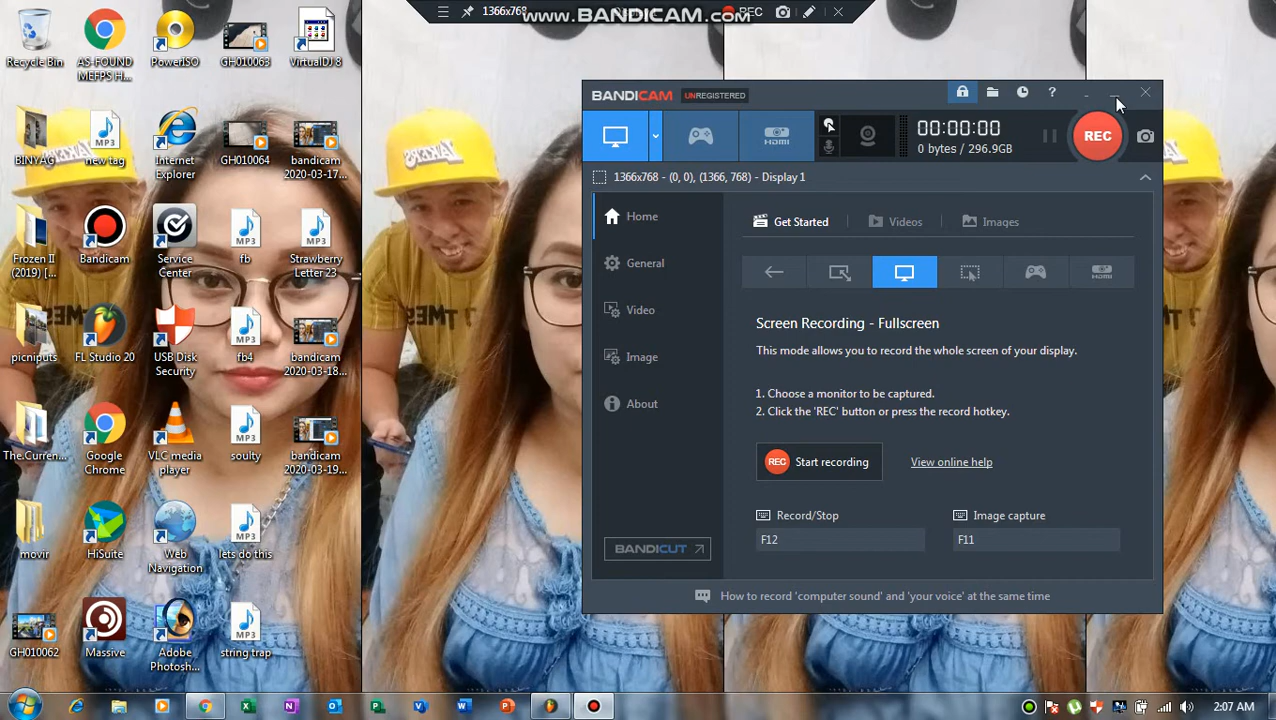 1366x768
www.BANDICAM.com
REC
Recycle Bin
AS-FOUND
MEFPS H...
PowerISO
GH010063
VirtualDJ 8
BINYAG
new tag
Internet
Explorer
GH010064
bandicam
2020-03-17...
Frozen II
(2019) [...
Bandicam
Service
Center
fb
Strawberry
Letter 23
picniputs
FL Studio 20
USB Disk
Security
fb4
bandicam
2020-03-18...
The.Curren...
Google
Chrome
VLC media
player
soulty
bandicam
2020-03-19...
movir
HiSuite
Web
Navigation
lets do this
GH010062
Massive
Adobe
Photosh...
string trap
BANDICAM UNREGISTERED
00:00:00
0 bytes / 296.9GB
REC
1366x768 - (0, 0), (1366, 768) - Display 1
Home
General
Video
Image
About
BANDICUT
Get Started
Videos
Images
HDMI
Screen Recording - Fullscreen
This mode allows you to record the whole screen of your display.
1. Choose a monitor to be captured.
2. Click the 'REC' button or press the record hotkey.
REC Start recording
View online help
Record/Stop
Image capture
F12
F11
How to record 'computer sound' and 'your voice' at the same time
2:07 AM